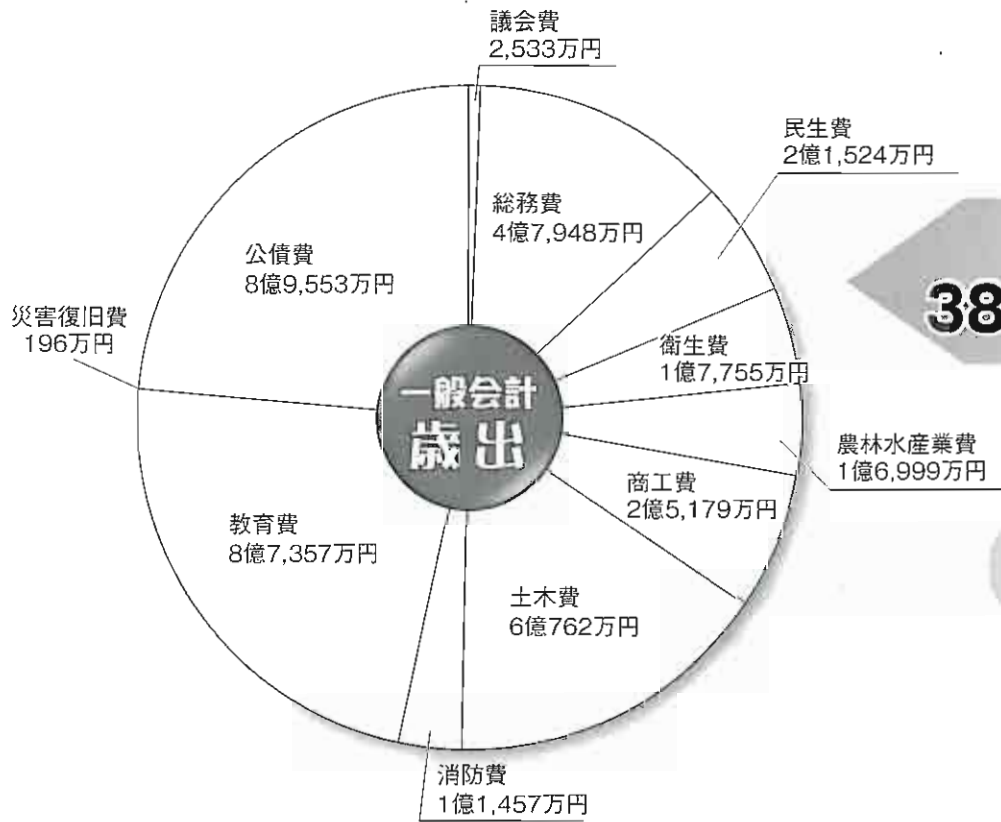 議会費
2,533万円
民生費
2億1,524万円
総務費
4億7,948万円
公債費
8億9,553万円
災害復旧費
196万円
38
衛生費
1億7,755万円
一般会計
歳出
農林水産業費
1億6,999万円
商工費
2億5,179万円
教育費
8億7,357万円
土木費
6億762万円
消防費
1億1,457万円